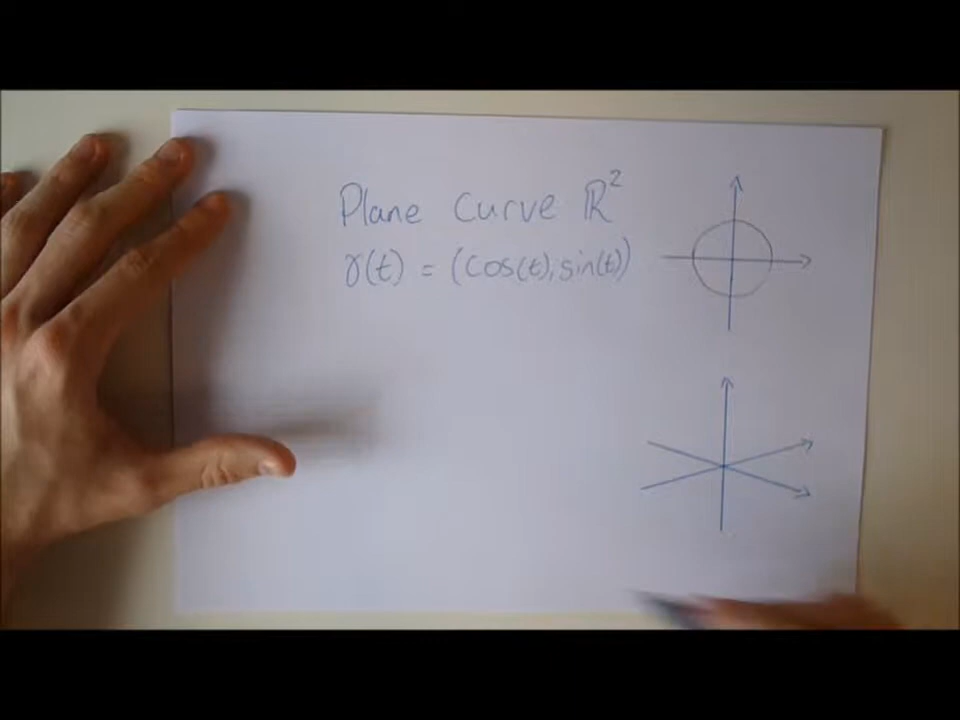 Plane Curve ℝ²
γ(t) = (cos(t), sin(t))